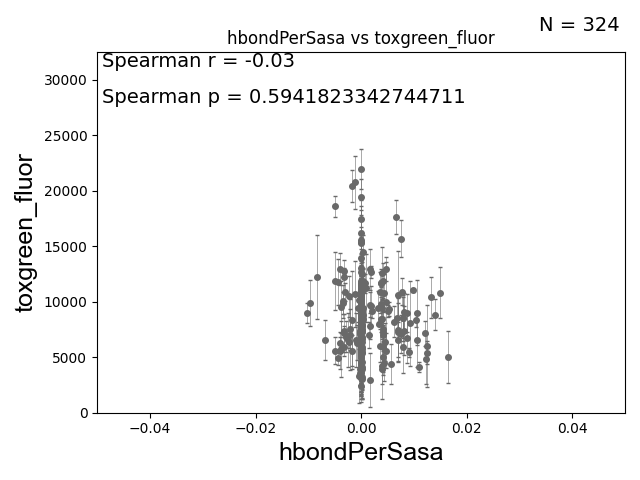 N = 324
hbondPerSasa vs toxgreen_fluor
Spearman r = -0.03
Spearman p = 0.5941823342744711
30000
25000
20000
15000
10000
5000
0
toxgreen_fluor
−0.04 −0.02 0.00 0.02 0.04
hbondPerSasa